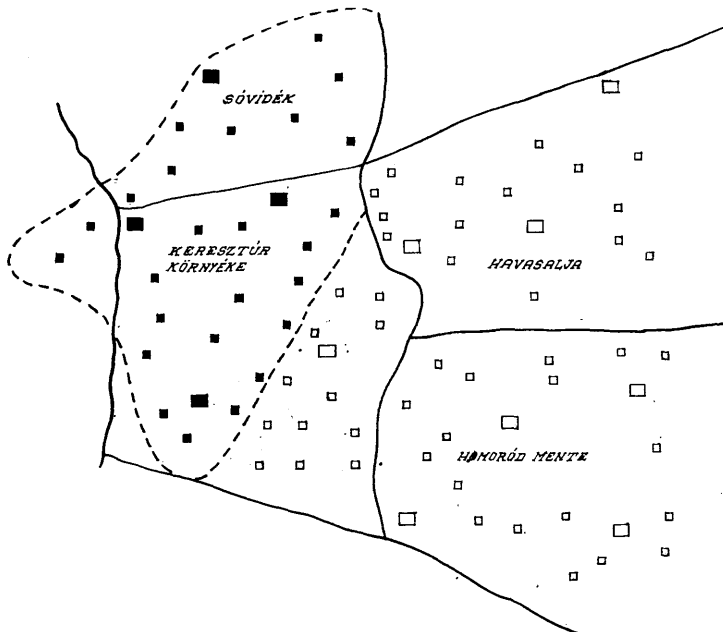 SÓVIDÉK
KERESZTÚR
KÖRNYÉKE
HAVASALJA
HOMORÓD MENTE